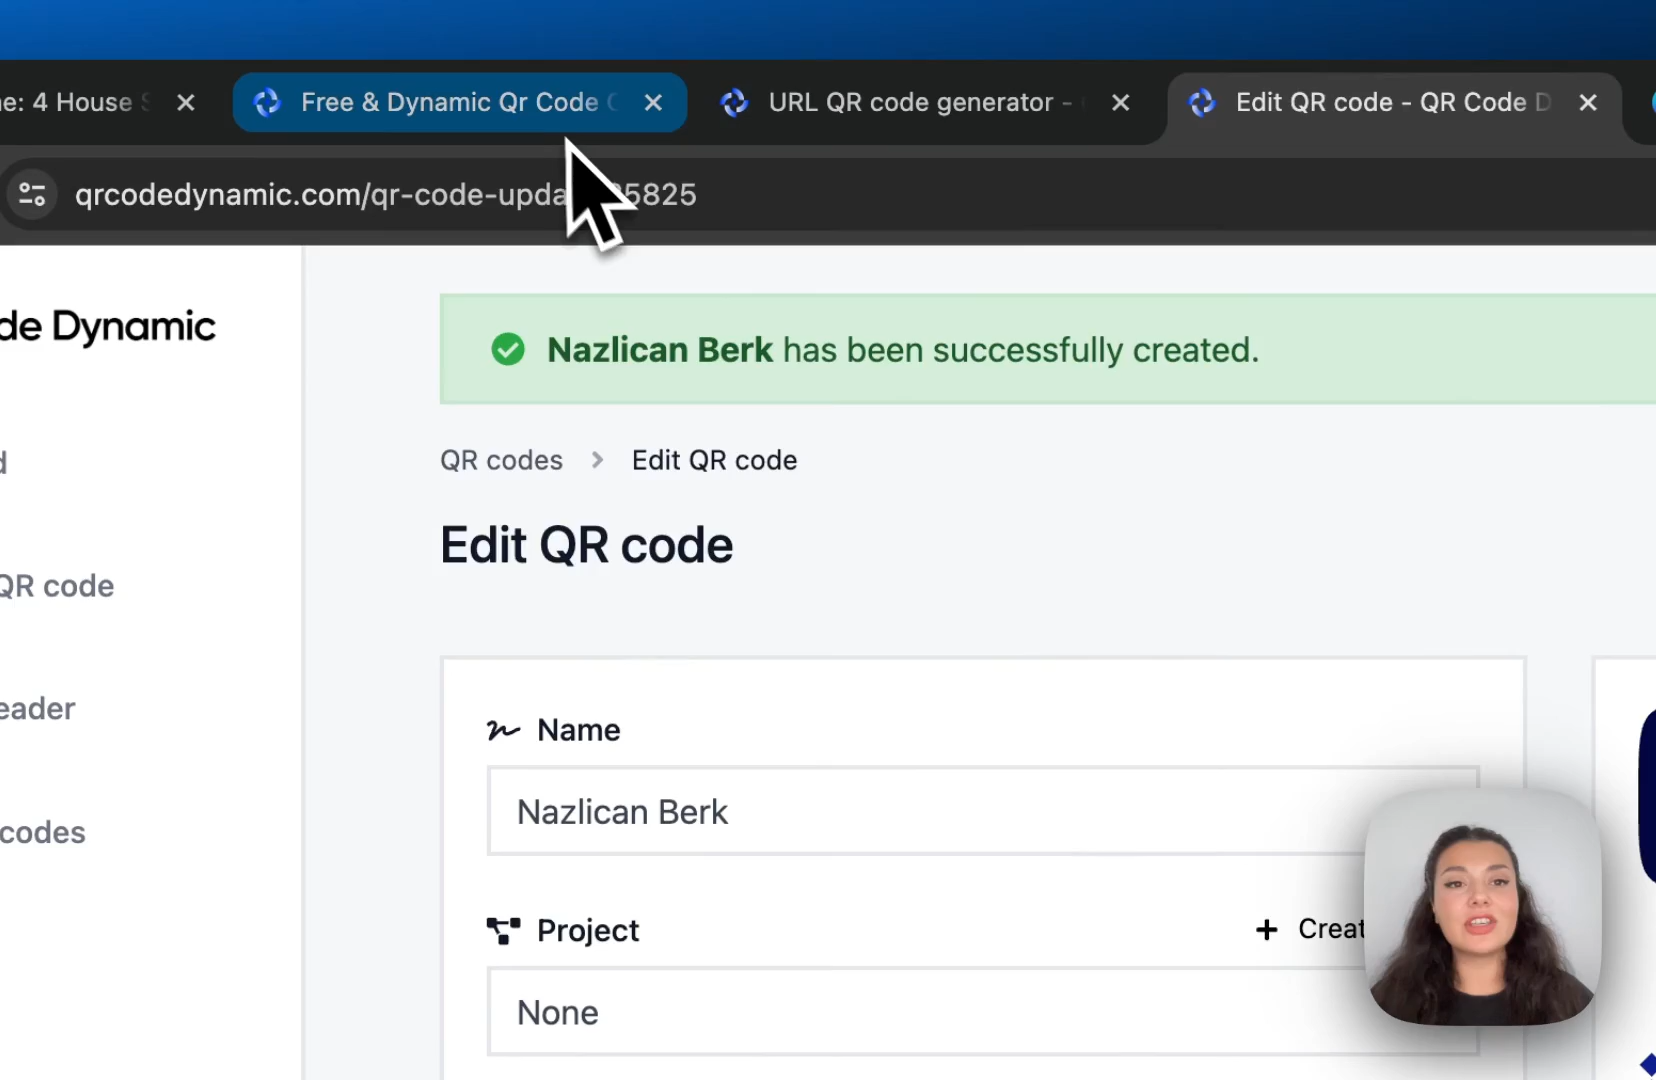 e: 4 House
Free & Dynamic Qr Code
URL QR code generator -
Edit QR code - QR Code D
qrcodedynamic.com/qr-code-upda 5825
de Dynamic
Nazlican Berk has been successfully created.
QR codes > Edit QR code
Edit QR code
d
QR code
eader
codes
Name
Nazlican Berk
Project
+ Creat
None